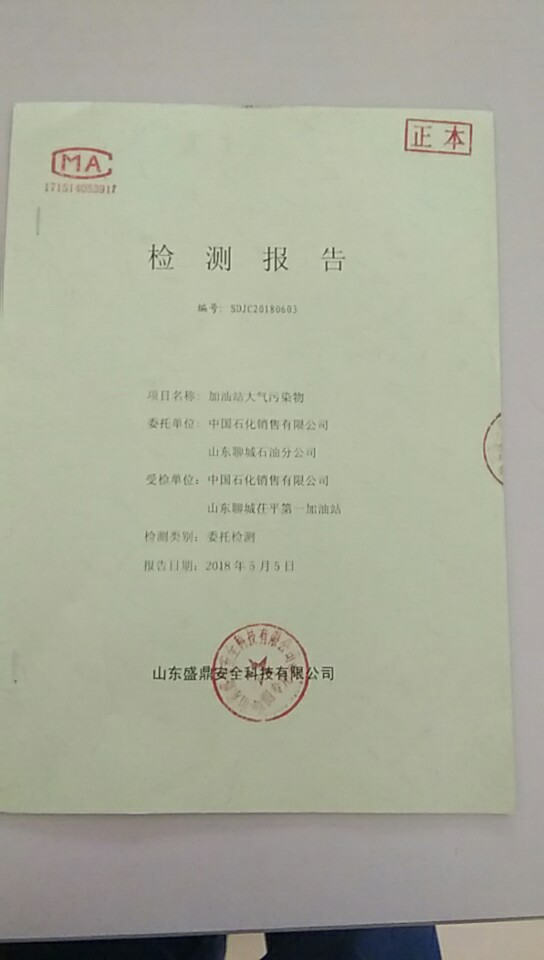 正本
MA
检测报告
编号: SDJC20180603
项目名称: 加油站大气污染物
委托单位: 中国石化销售有限公司
山东聊城石油分公司
受检单位: 中国石化销售有限公司
山东聊城茌平第一加油站
检测类别: 委托检测
报告日期: 2018年5月5日
山东盛鼎安全科技有限公司